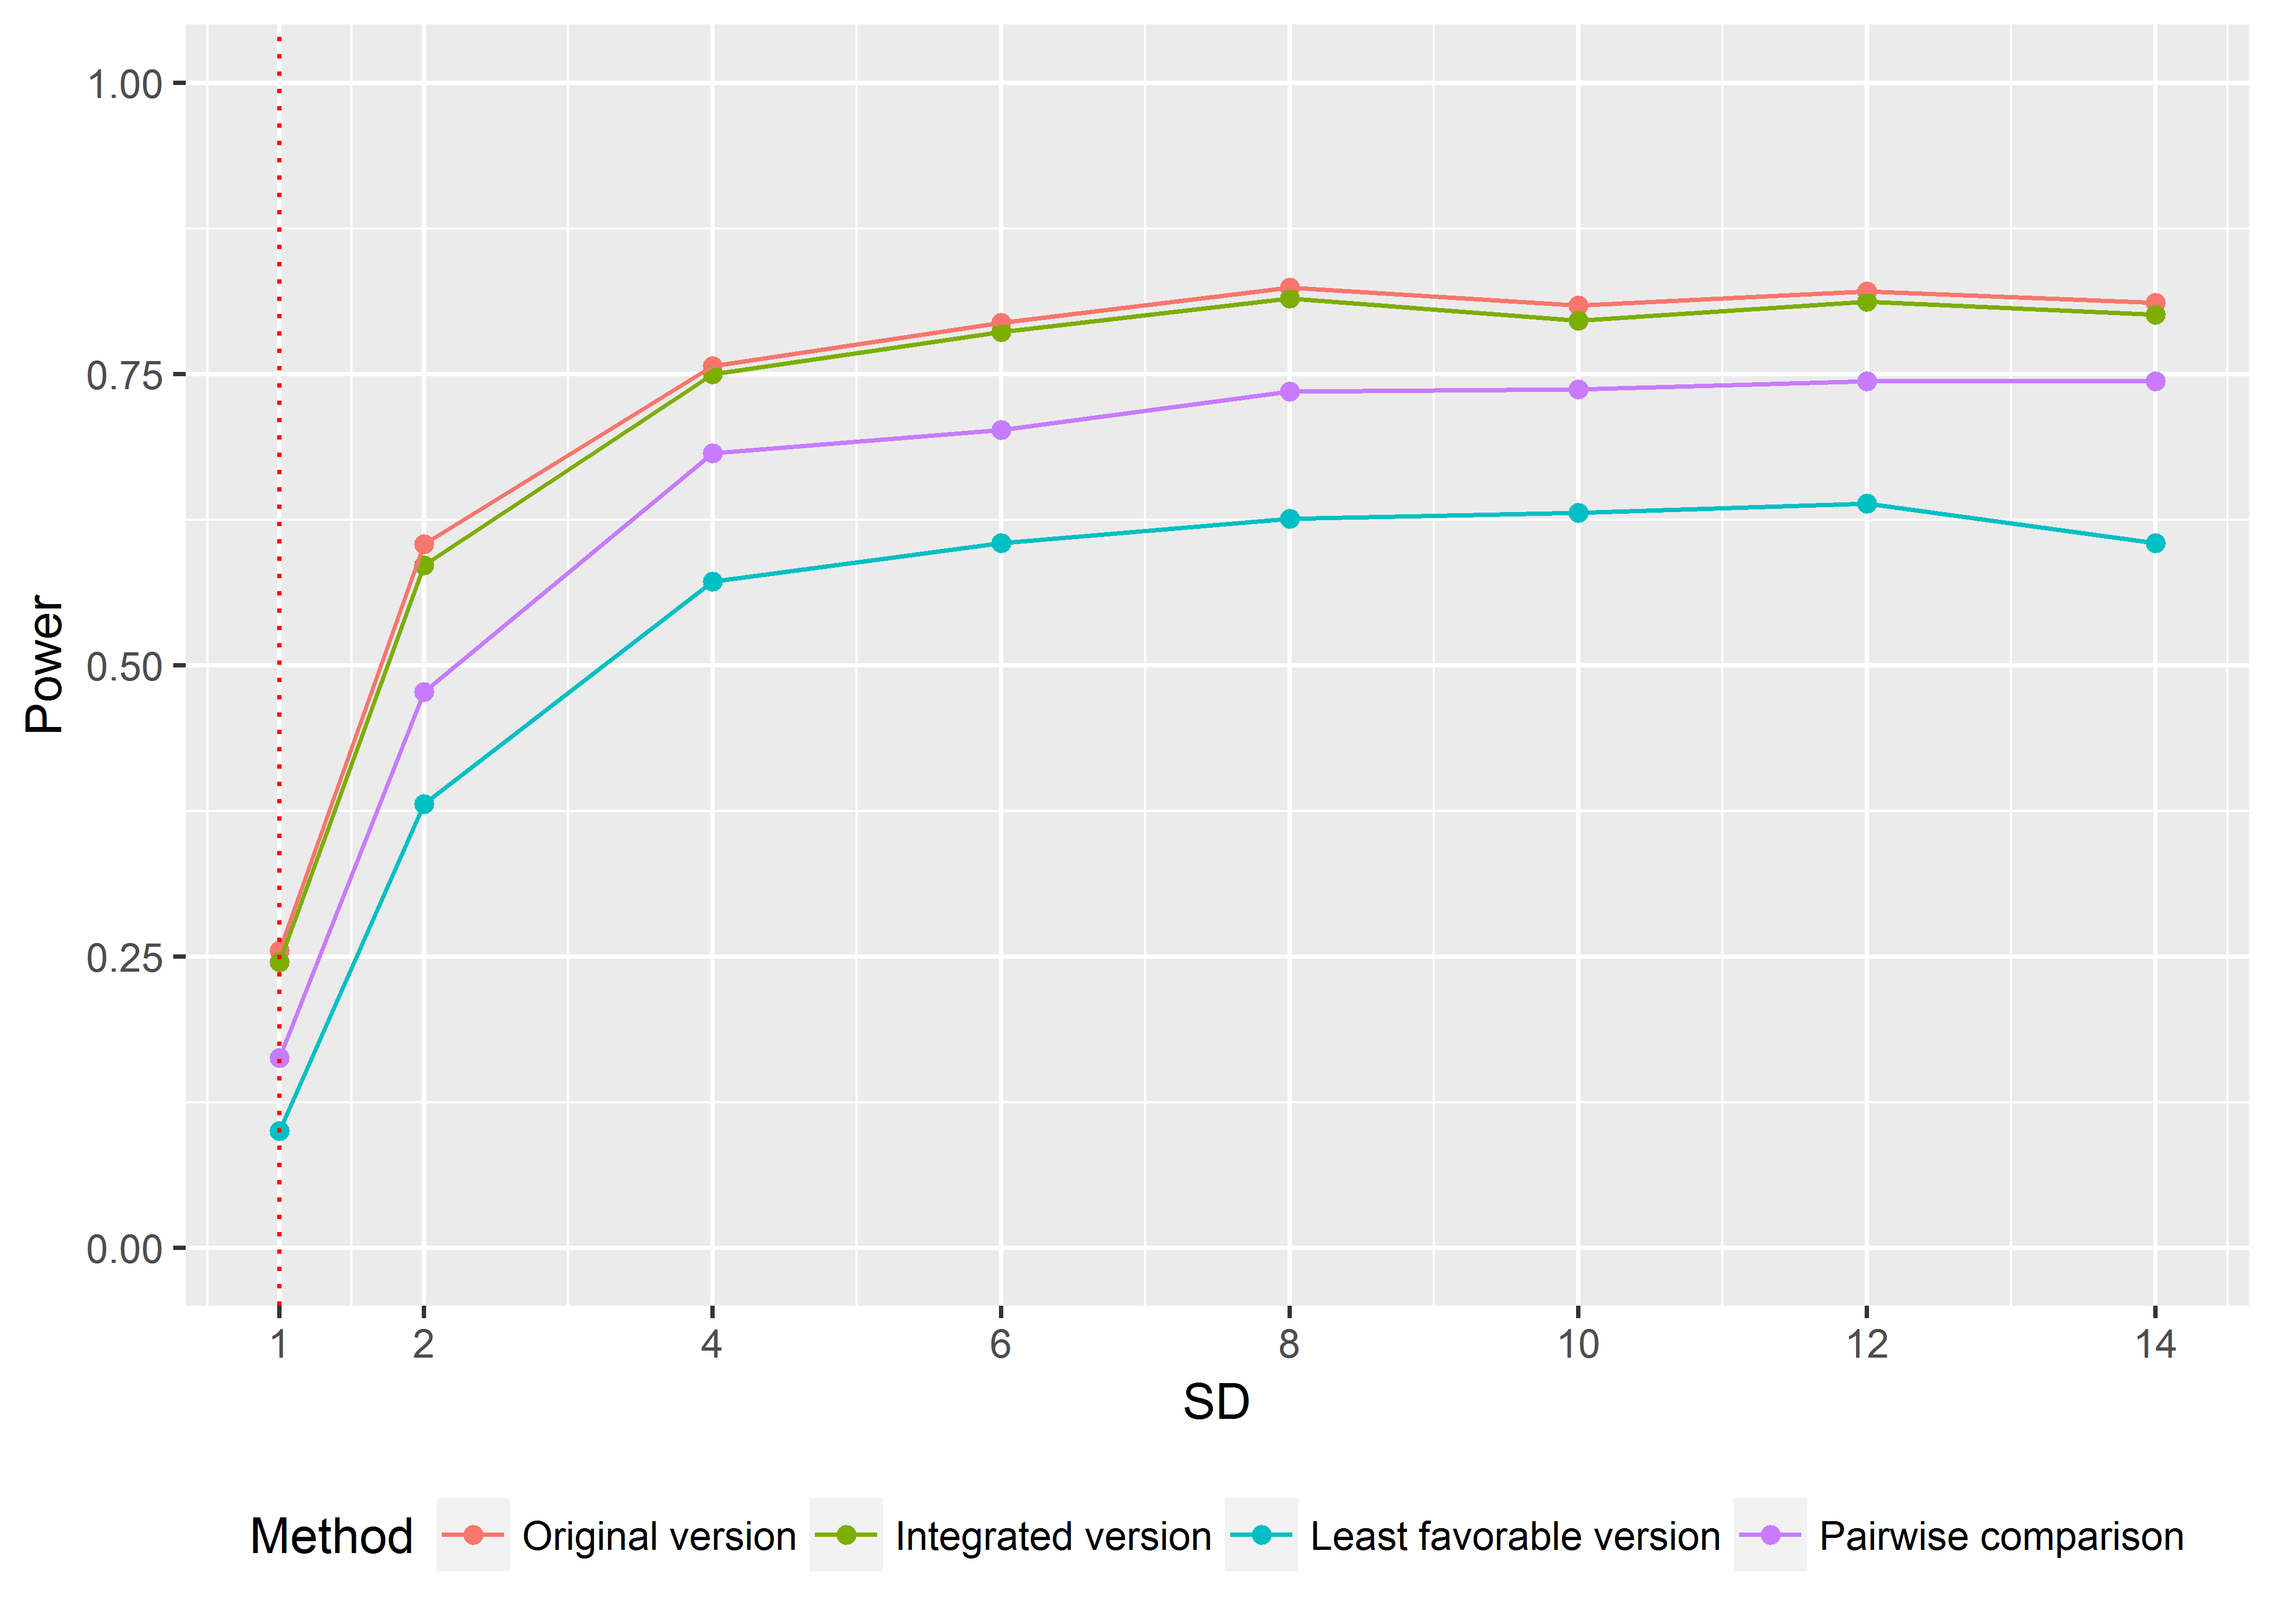 1.00
0.75
0.50
0.25
0.00
Power
1 2 4 6 8 10 12 14
SD
Method Original version Integrated version Least favorable version Pairwise comparison